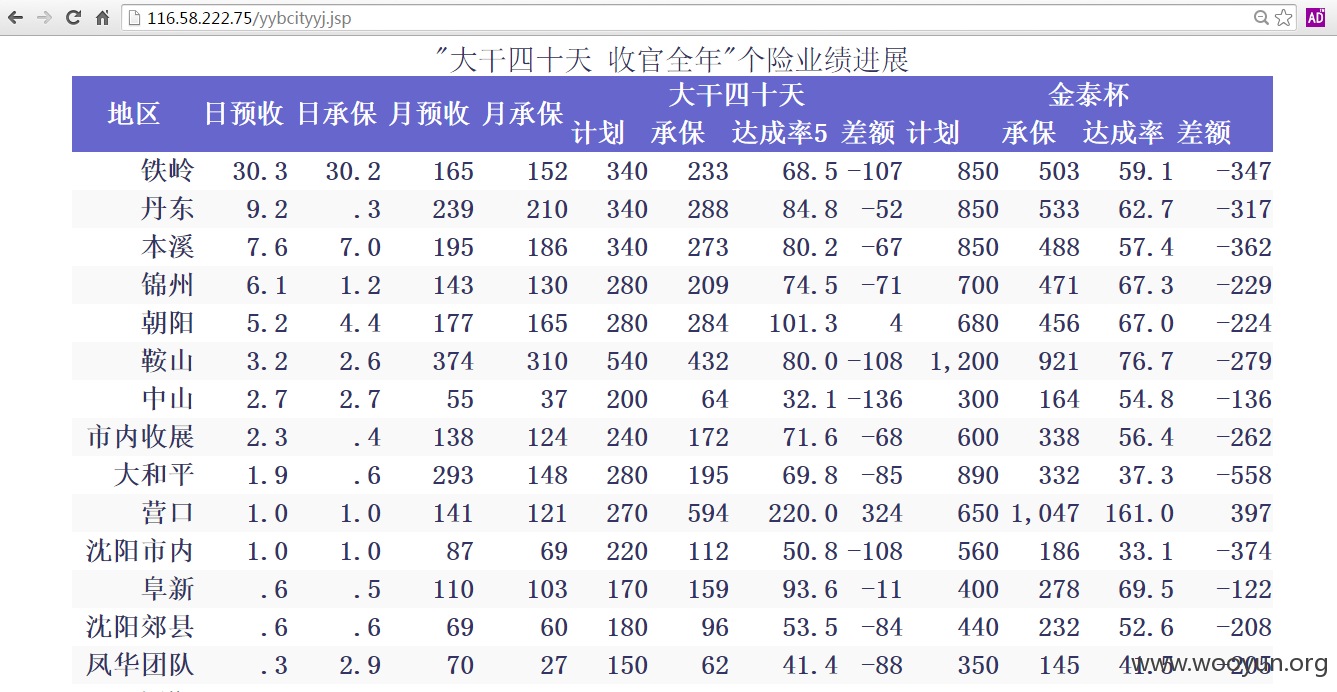 116.58.222.75/yybcityyj.jsp
"大干四十天 收官全年"个险业绩进展
地区 日预收 日承保 月预收 月承保 大干四十天 金泰杯
计划 承保 达成率5 差额 计划 承保 达成率 差额
铁岭 30.3 30.2 165 152 340 233 68.5 -107 850 503 59.1 -347
丹东 9.2 .3 239 210 340 288 84.8 -52 850 533 62.7 -317
本溪 7.6 7.0 195 186 340 273 80.2 -67 850 488 57.4 -362
锦州 6.1 1.2 143 130 280 209 74.5 -71 700 471 67.3 -229
朝阳 5.2 4.4 177 165 280 284 101.3 4 680 456 67.0 -224
鞍山 3.2 2.6 374 310 540 432 80.0 -108 1,200 921 76.7 -279
中山 2.7 2.7 55 37 200 64 32.1 -136 300 164 54.8 -136
市内收展 2.3 .4 138 124 240 172 71.6 -68 600 338 56.4 -262
大和平 1.9 .6 293 148 280 195 69.8 -85 890 332 37.3 -558
营口 1.0 1.0 141 121 270 594 220.0 324 650 1,047 161.0 397
沈阳市内 1.0 1.0 87 69 220 112 50.8 -108 560 186 33.1 -374
阜新 .6 .5 110 103 170 159 93.6 -11 400 278 69.5 -122
沈阳郊县 .6 .6 69 60 180 96 53.5 -84 440 232 52.6 -208
凤华团队 .3 2.9 70 27 150 62 41.4 -88 350 145 41.5 -205
www.wooyun.org